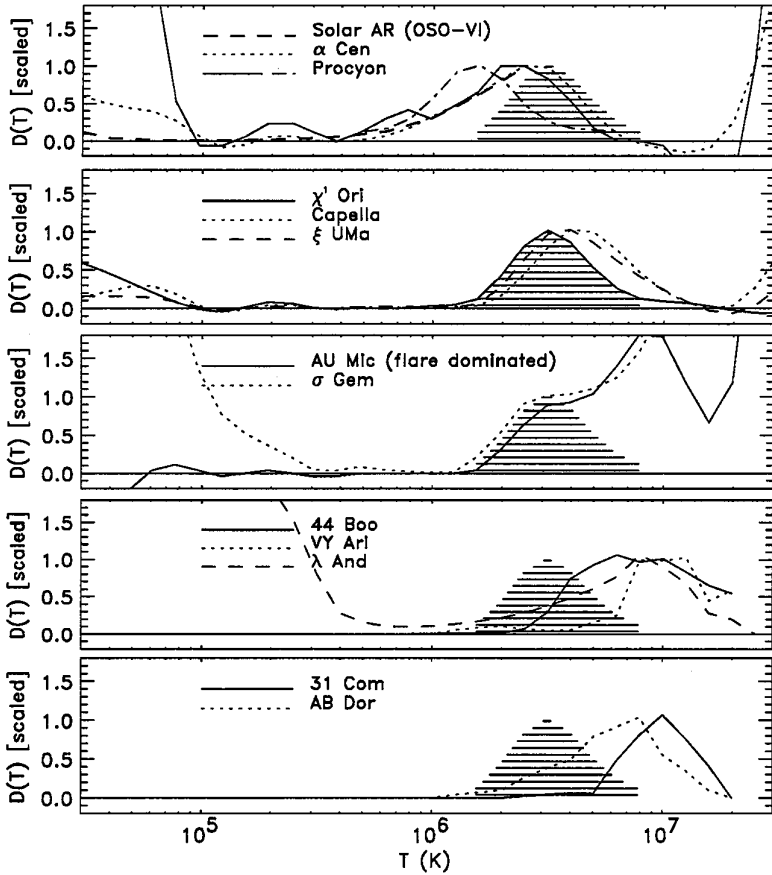 D(T) [scaled]
1.5
1.0
0.5
0.0
Solar AR (OSO-VI)
α Cen
Procyon
D(T) [scaled]
1.5
1.0
0.5
0.0
χ¹ Ori
Capella
ξ UMa
D(T) [scaled]
1.5
1.0
0.5
0.0
AU Mic (flare dominated)
σ Gem
D(T) [scaled]
1.5
1.0
0.5
0.0
44 Boo
VY Ari
λ And
D(T) [scaled]
1.5
1.0
0.5
0.0
31 Com
AB Dor
10⁵ 10⁶ 10⁷
T (K)